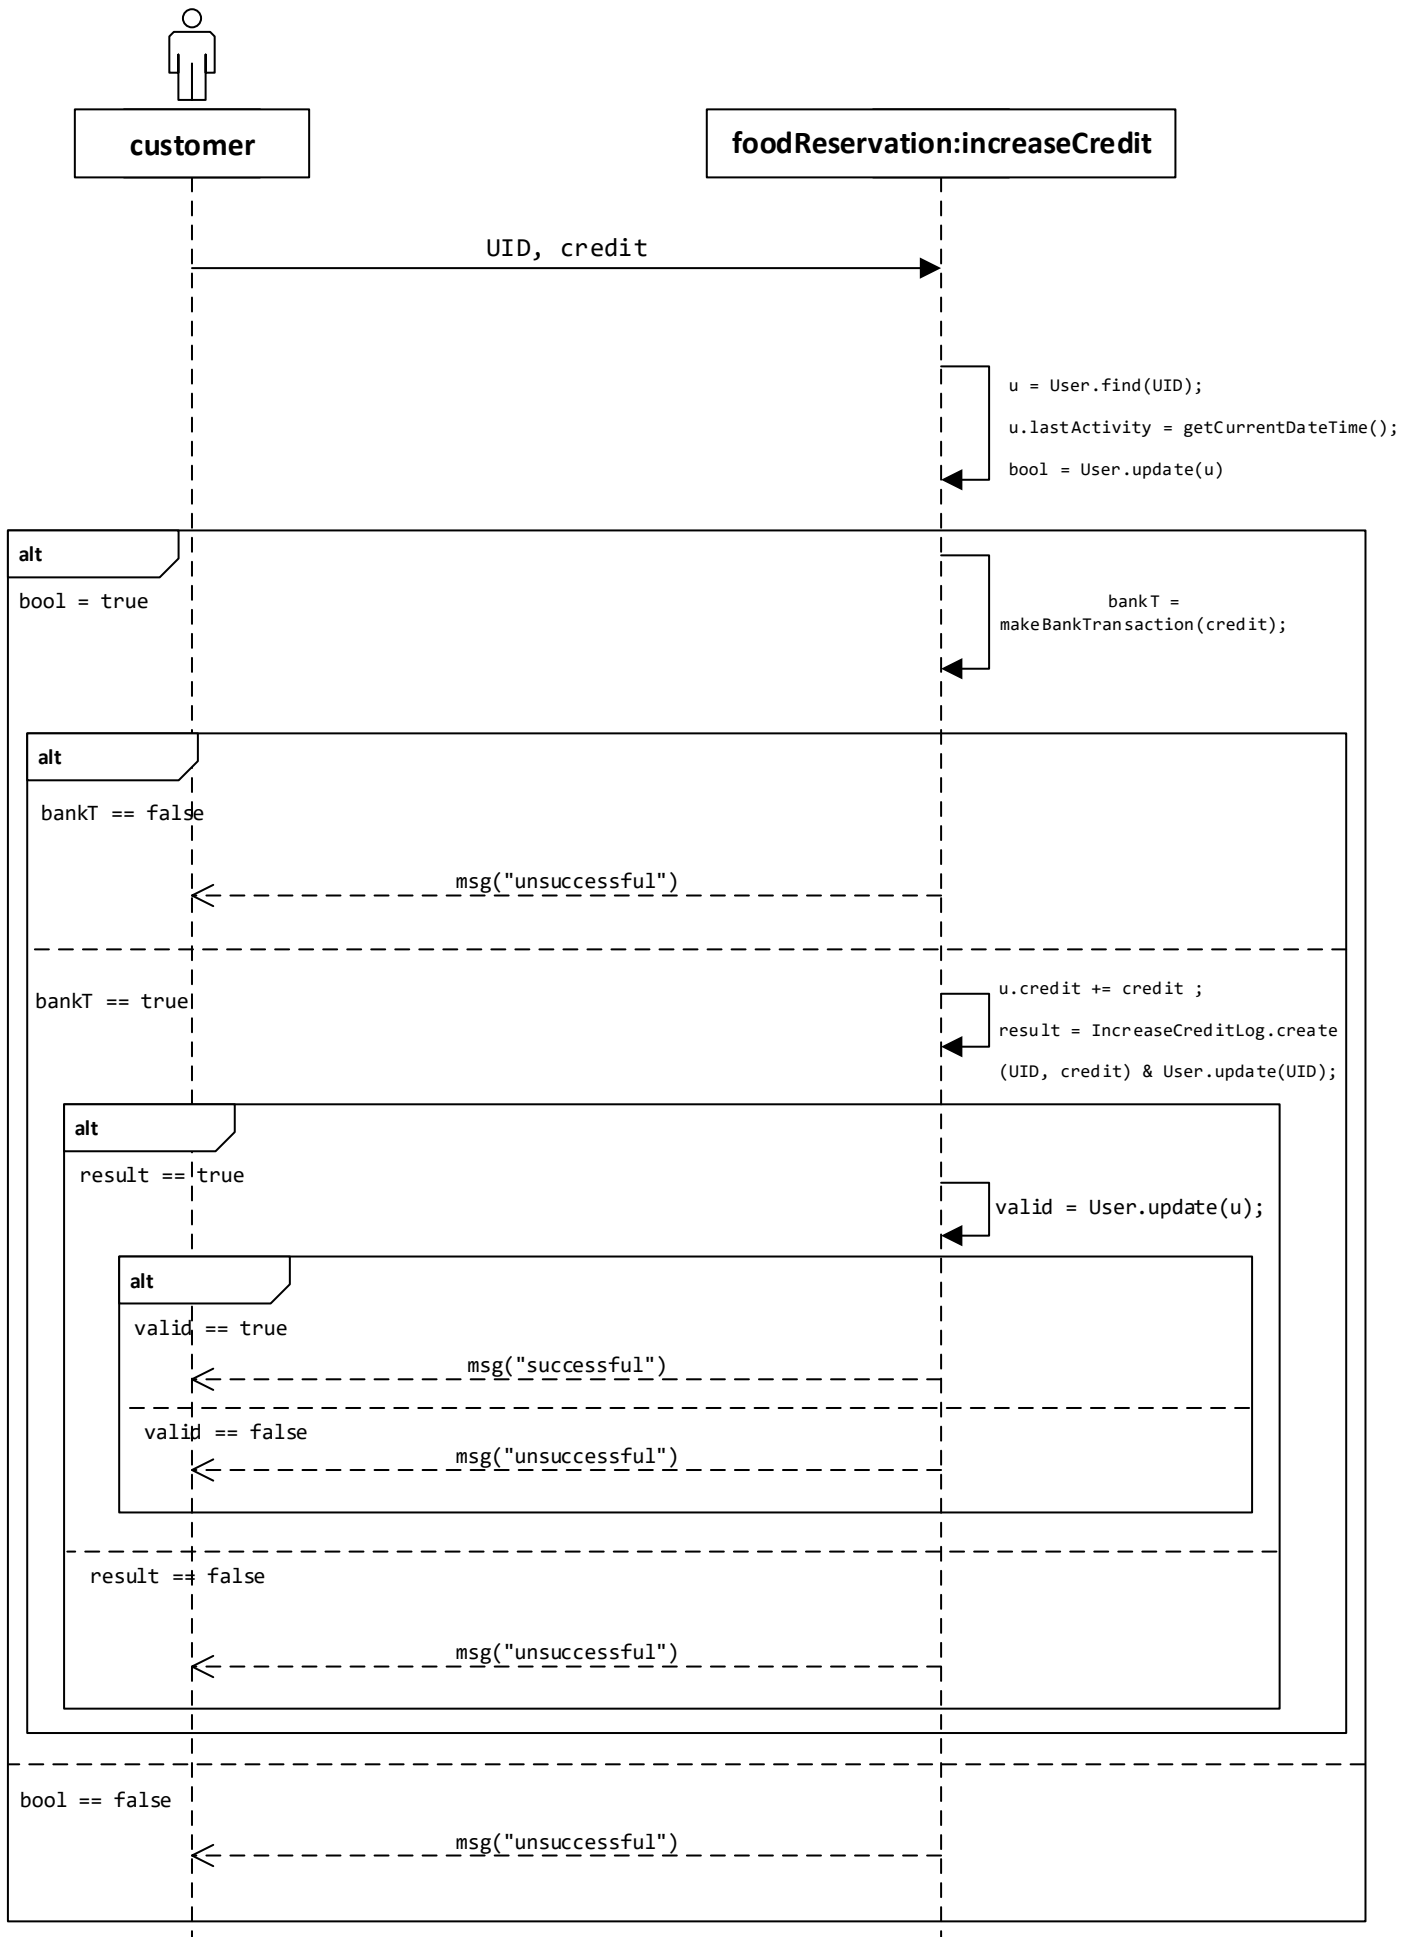 customer
foodReservation:increaseCredit
UID, credit
u = User.find(UID);
u.lastActivity = getCurrentDateTime();
bool = User.update(u)
alt
bool = true
bankT =
makeBankTransaction(credit);
alt
bankT == false
msg("unsuccessful")
bankT == true
u.credit += credit ;
result = IncreaseCreditLog.create
(UID, credit) & User.update(UID);
alt
result == true
valid = User.update(u);
alt
valid == true
msg("successful")
valid == false
msg("unsuccessful")
result == false
msg("unsuccessful")
bool == false
msg("unsuccessful")